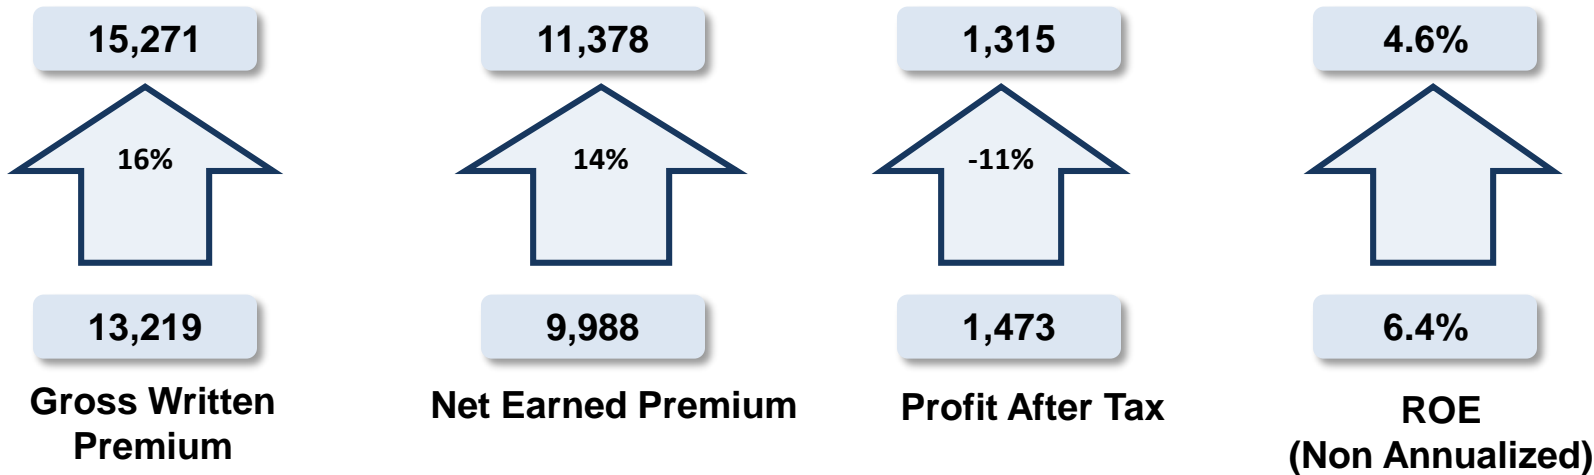 15,271
11,378
1,315
4.6%
16%
14%
-11%
13,219
9,988
1,473
6.4%
Gross Written
Premium
Net Earned Premium
Profit After Tax
ROE
(Non Annualized)